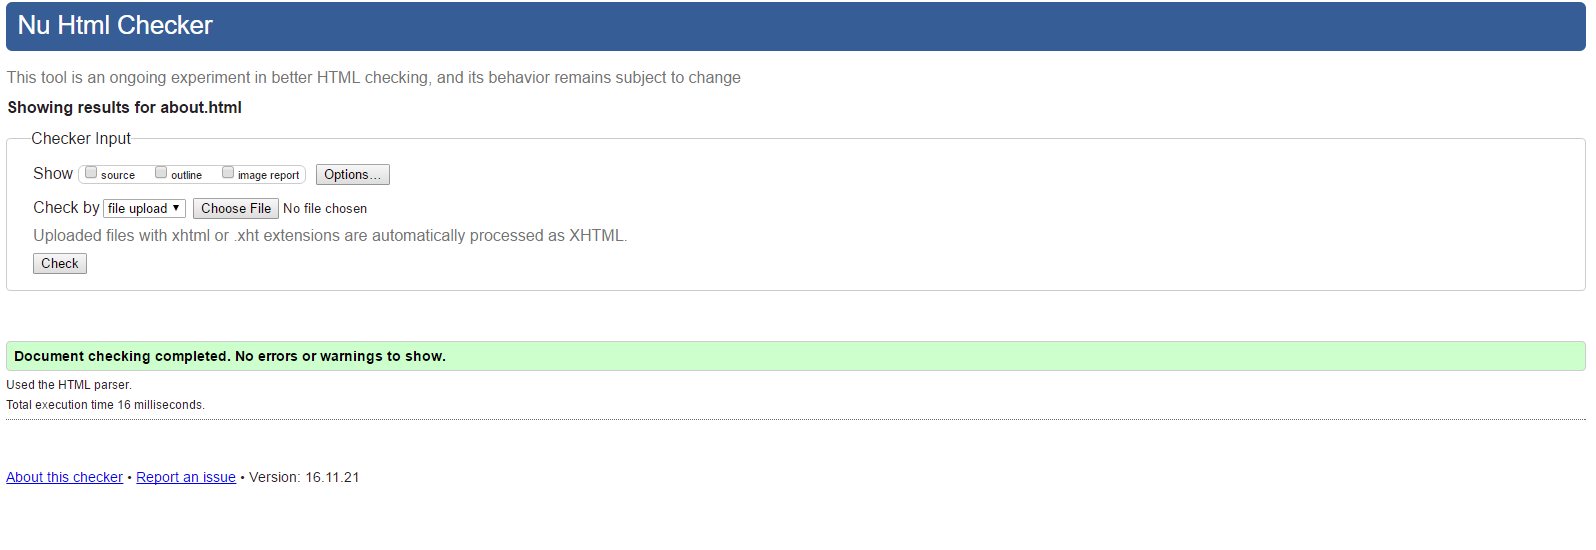 Nu Html Checker
This tool is an ongoing experiment in better HTML checking, and its behavior remains subject to change
Showing results for about.html
Checker Input
Show source outline image report Options...
Check by file upload Choose File No file chosen
Uploaded files with xhtml or .xht extensions are automatically processed as XHTML.
Check
Document checking completed. No errors or warnings to show.
Used the HTML parser.
Total execution time 16 milliseconds.
About this checker • Report an issue • Version: 16.11.21